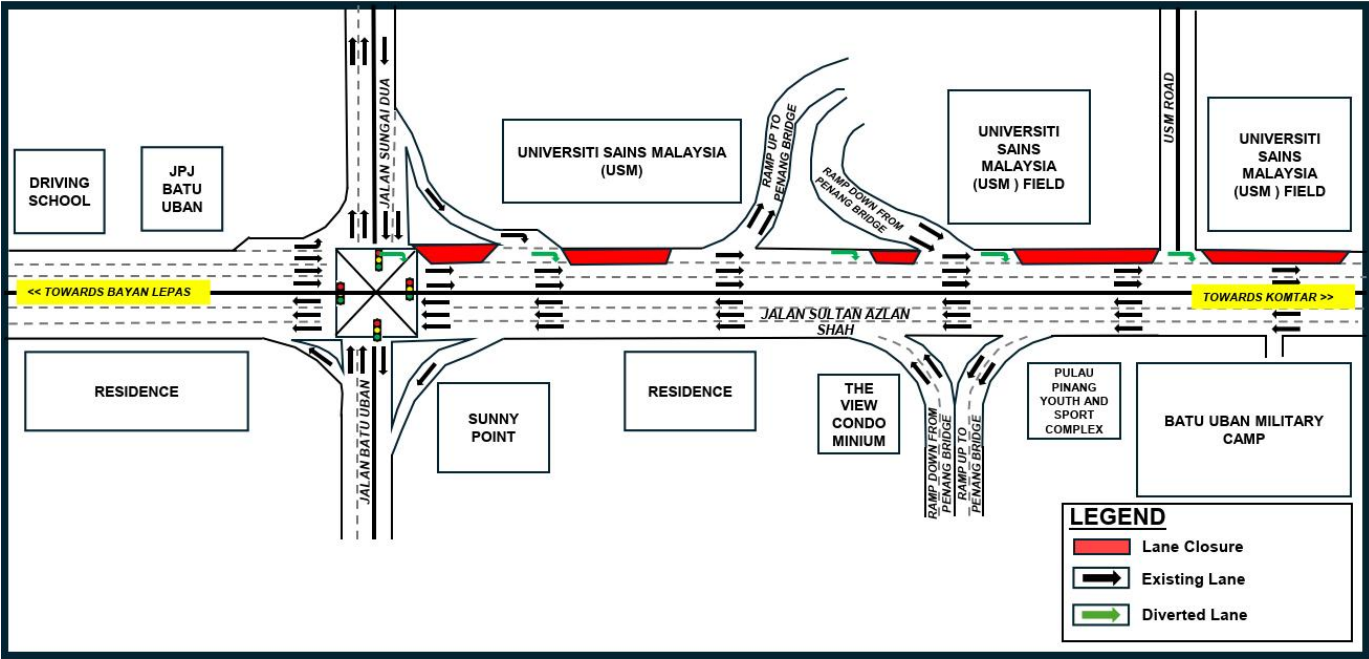 JALAN SUNGAI DUA
USM ROAD
DRIVING
SCHOOL
JPJ
BATU
UBAN
UNIVERSITI SAINS MALAYSIA
(USM)
RAMP UP TO
PENANG BRIDGE
RAMP DOWN FROM
PENANG BRIDGE
UNIVERSITI
SAINS
MALAYSIA
(USM ) FIELD
UNIVERSITI
SAINS
MALAYSIA
(USM ) FIELD
<< TOWARDS BAYAN LEPAS
TOWARDS KOMTAR >>
JALAN SULTAN AZLAN
SHAH
RESIDENCE
JALAN BATU UBAN
SUNNY
POINT
RESIDENCE
THE
VIEW
CONDO
MINIUM
RAMP DOWN FROM
PENANG BRIDGE
RAMP UP TO
PENANG BRIDGE
PULAU
PINANG
YOUTH AND
SPORT
COMPLEX
BATU UBAN MILITARY
CAMP
LEGEND
Lane Closure
Existing Lane
Diverted Lane